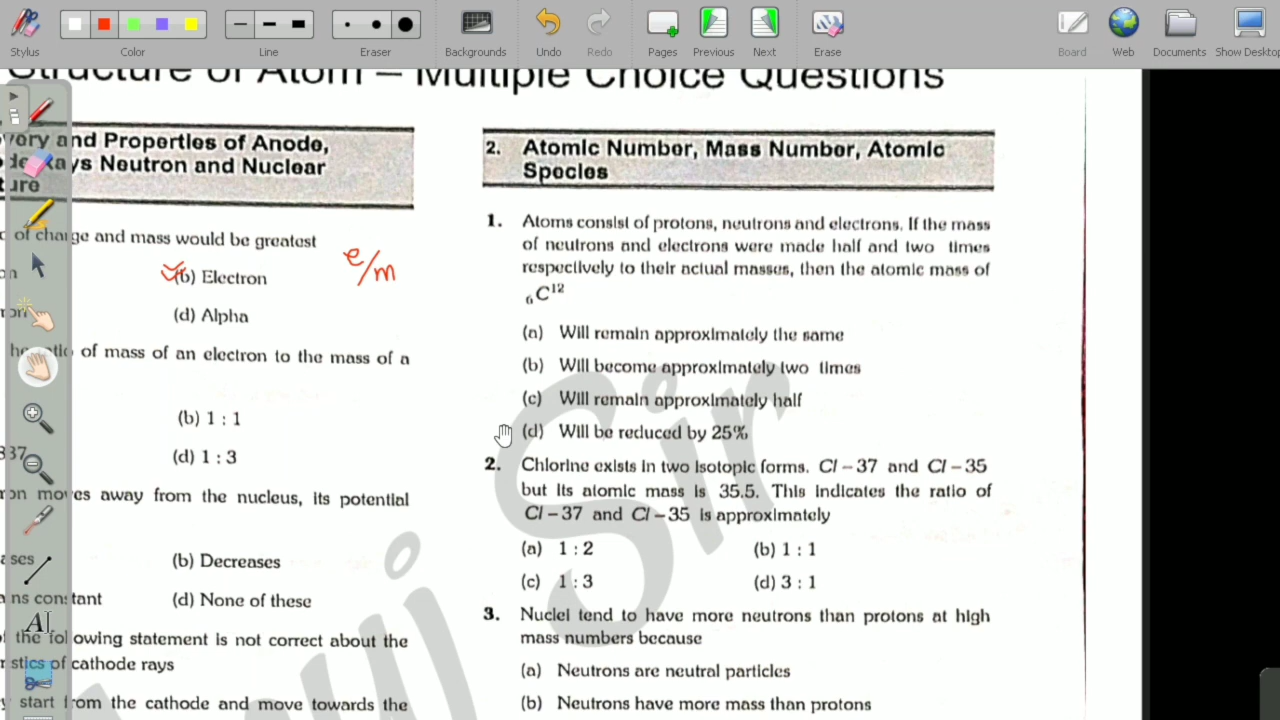 Stylus
Color
Line
Eraser
Backgrounds
Undo
Redo
Pages
Previous
Next
Erase
Board
Web
Documents
Show Desktop
Structure of Atom – Multiple Choice Questions
very and Properties of Anode,
ys Neutron and Nuclear
ture
of charge and mass would be greatest
(b) Electron
e/m
(d) Alpha
of mass of an electron to the mass of a
(b) 1 : 1
837
(d) 1 : 3
on moves away from the nucleus, its potential
ases
(b) Decreases
ns constant
(d) None of these
the following statement is not correct about the
stics of cathode rays
start from the cathode and move towards the
2. Atomic Number, Mass Number, Atomic
Species
1. Atoms consist of protons, neutrons and electrons. If the mass
of neutrons and electrons were made half and two times
respectively to their actual masses, then the atomic mass of
₆C¹²
(a) Will remain approximately the same
(b) Will become approximately two times
(c) Will remain approximately half
(d) Will be reduced by 25%
2. Chlorine exists in two isotopic forms. Cl – 37 and Cl – 35
but its atomic mass is 35.5. This indicates the ratio of
Cl – 37 and Cl – 35 is approximately
(a) 1 : 2 (b) 1 : 1
(c) 1 : 3 (d) 3 : 1
3. Nuclei tend to have more neutrons than protons at high
mass numbers because
(a) Neutrons are neutral particles
(b) Neutrons have more mass than protons
Sir